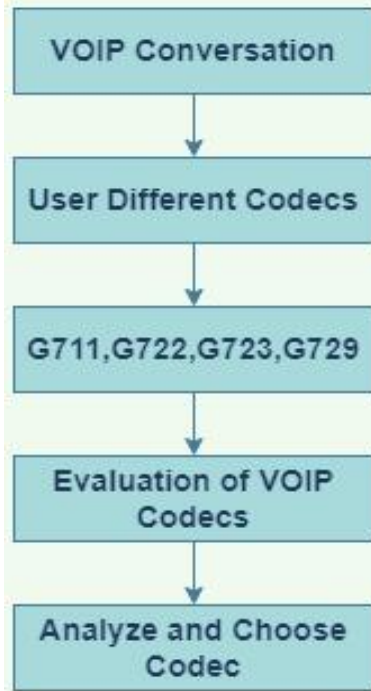 VOIP Conversation
User Different Codecs
G711,G722,G723,G729
Evaluation of VOIP
Codecs
Analyze and Choose
Codec